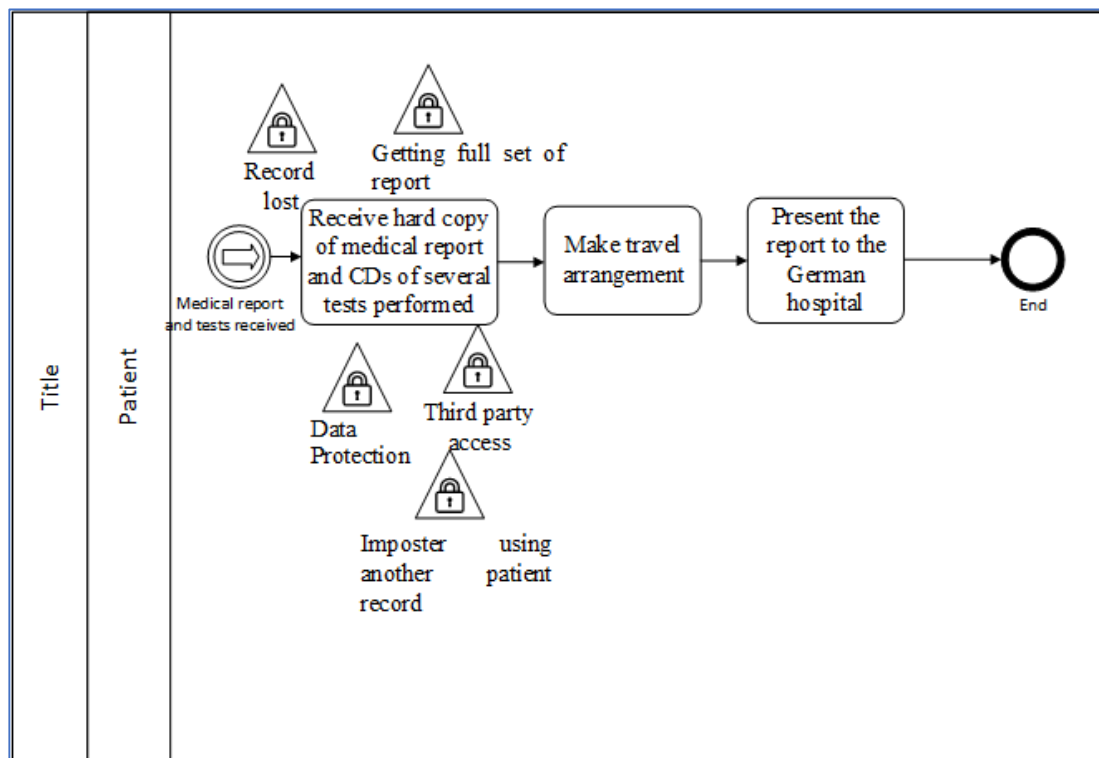 Title
Patient
Record
lost
Getting full set of
report
Medical report
and tests received
Receive hard copy
of medical report
and CDs of several
tests performed
Make travel
arrangement
Present the
report to the
German
hospital
End
Data
Protection
Third party
access
Imposter using
another patient
record